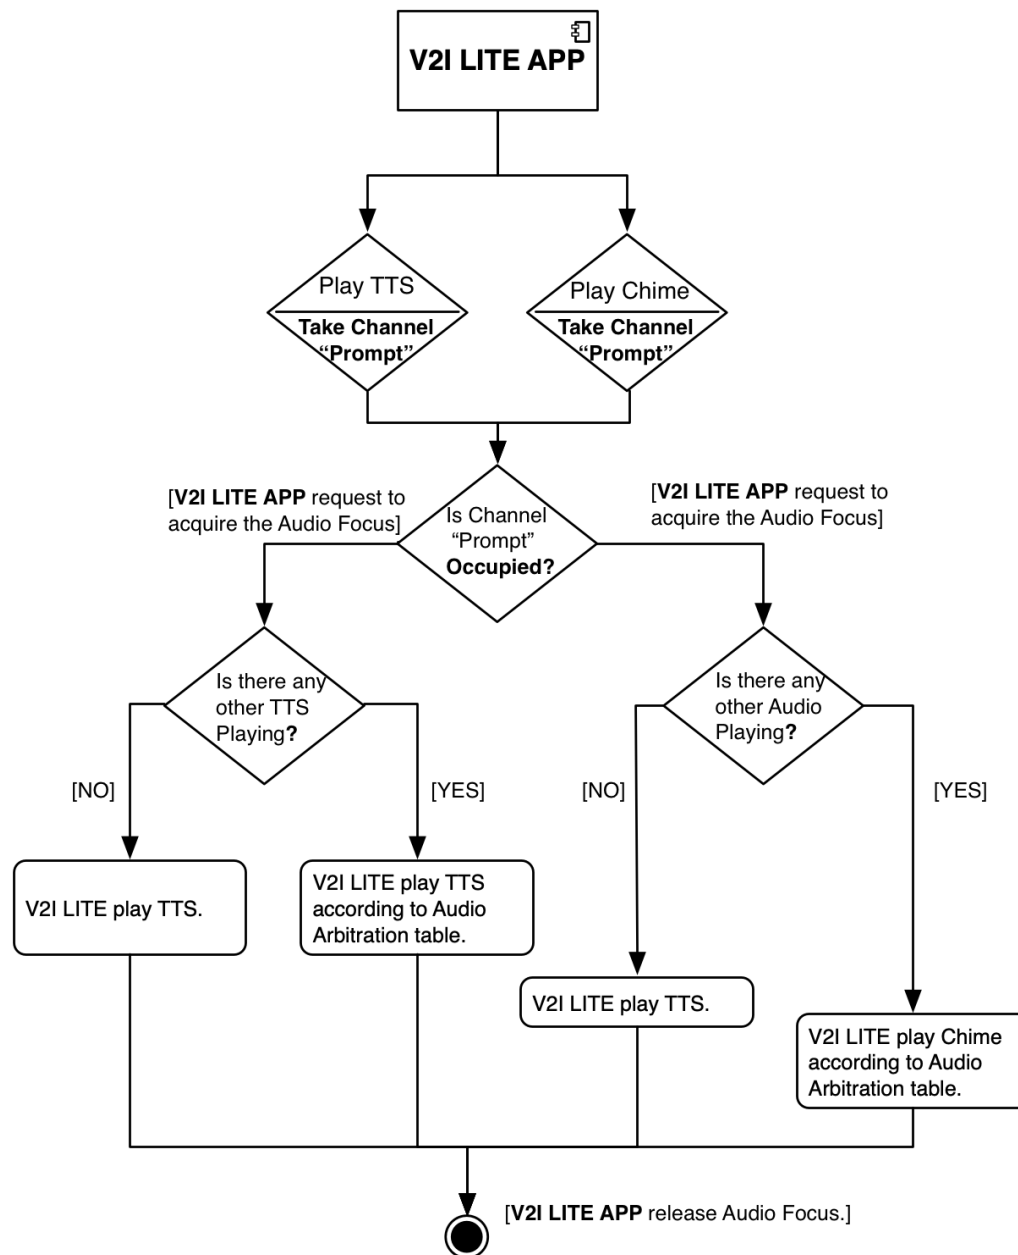 V2I LITE APP
Play TTS
Take Channel
“Prompt”
Play Chime
Take Channel
“Prompt”
[V2I LITE APP request to
acquire the Audio Focus]
[V2I LITE APP request to
acquire the Audio Focus]
Is Channel
“Prompt”
Occupied?
Is there any
other TTS
Playing?
Is there any
other Audio
Playing?
[NO]
[YES]
[NO]
[YES]
V2I LITE play TTS.
V2I LITE play TTS
according to Audio
Arbitration table.
V2I LITE play TTS.
V2I LITE play Chime
according to Audio
Arbitration table.
[V2I LITE APP release Audio Focus.]